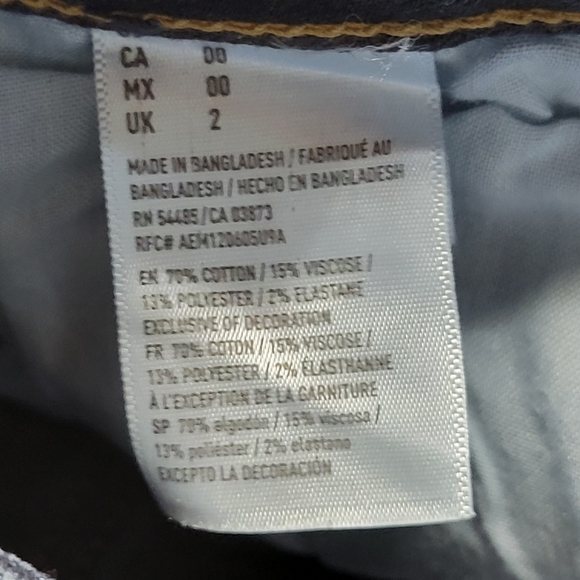 CA 00
MX 00
UK 2
MADE IN BANGLADESH / FABRIQUÉ AU
BANGLADESH / HECHO EN BANGLADESH
RN 54485/CA 03873
RFC# AEM1206050U9A
EN 70% COTTON / 15% VISCOSE /
13% POLYESTER / 2% ELASTANE
EXCLUSIVE OF DECORATION
FR 70% COTON / 15% VISCOSE /
13% POLYESTER / 2% ÉLASTHANNE
À L'EXCEPTION DE LA GARNITURE
SP 70% algodón / 15% viscosa /
13% poliéster / 2% elastano
EXCEPTO LA DECORACIÓN